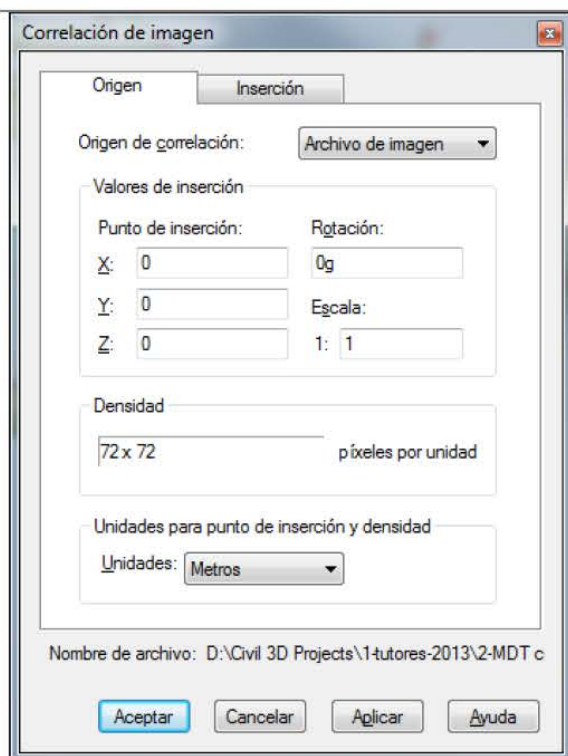 Correlación de imagen
Origen
Inserción
Origen de correlación: Archivo de imagen
Valores de inserción
Punto de inserción: Rotación:
X: 0 0g
Y: 0 Escala:
Z: 0 1: 1
Densidad
72 x 72 píxeles por unidad
Unidades para punto de inserción y densidad
Unidades: Metros
Nombre de archivo: D:\Civil 3D Projects\1-tutores-2013\2-MDT c
Aceptar Cancelar Aplicar Ayuda